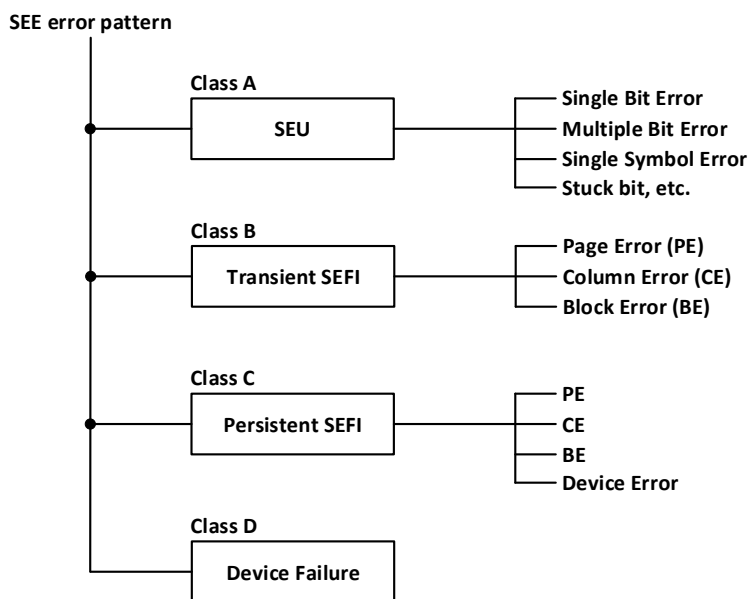 SEE error pattern
Class A
SEU
Single Bit Error
Multiple Bit Error
Single Symbol Error
Stuck bit, etc.
Class B
Transient SEFI
Page Error (PE)
Column Error (CE)
Block Error (BE)
Class C
Persistent SEFI
PE
CE
BE
Device Error
Class D
Device Failure